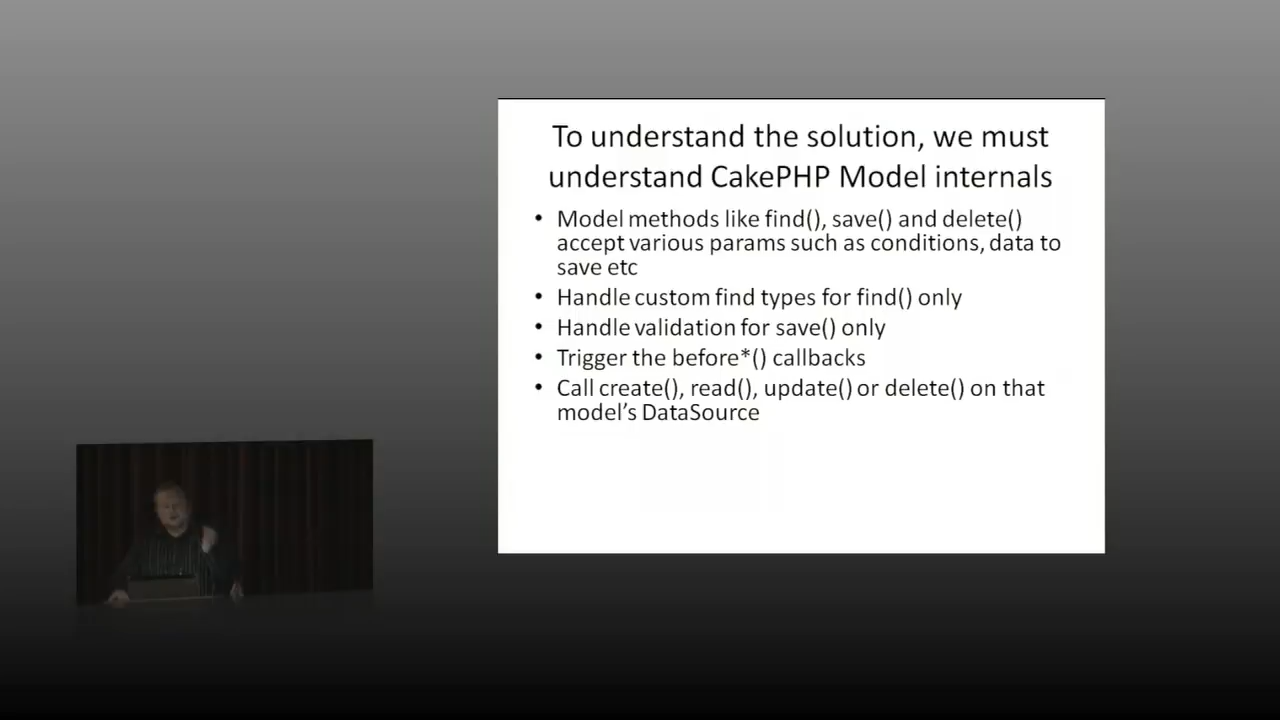 To understand the solution, we must
understand CakePHP Model internals
• Model methods like find(), save() and delete()
accept various params such as conditions, data to
save etc
• Handle custom find types for find() only
• Handle validation for save() only
• Trigger the before*() callbacks
• Call create(), read(), update() or delete() on that
model’s DataSource